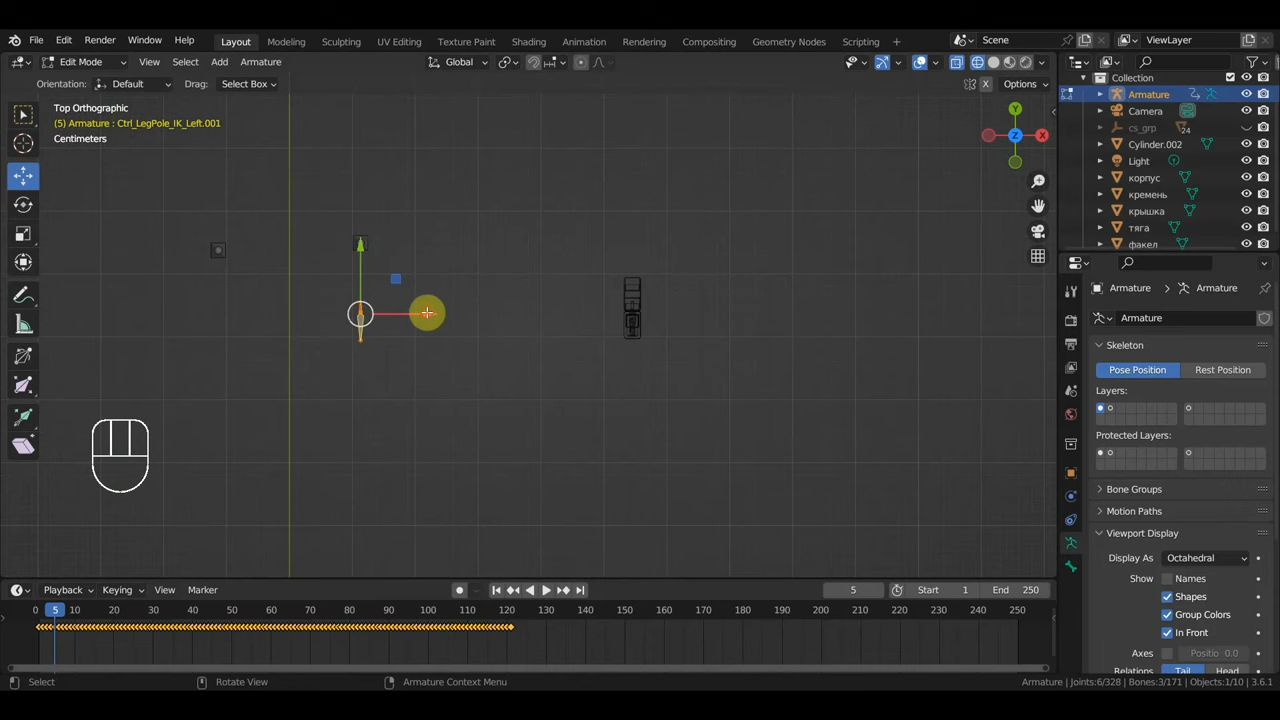 File Edit Render Window Help Layout Modeling Sculpting UV Editing Texture Paint Shading Animation Rendering Compositing Geometry Nodes Scripting + Scene ViewLayer
Edit Mode View Select Add Armature Global Options
Orientation: Default Drag: Select Box X Options
Top Orthographic
(5) Armature : Ctrl_LegPole_IK_Left.001
Centimeters
Y
Z
X
Collection
Armature
Camera
cs_grp 24
Cylinder.002
Light
корпус
кремень
крышка
тяга
факел
Armature Armature
Armature
Skeleton
Pose Position Rest Position
Layers:
Protected Layers:
Bone Groups
Motion Paths
Viewport Display
Display As Octahedral
Show Names
Shapes
Group Colors
In Front
Axes Positio 0.0
Relations Tail Head
Playback Keying View Marker 5 Start 1 End 250
0 5 10 20 30 40 50 60 70 80 90 100 110 120 130 140 150 160 170 180 190 200 210 220 230 240 250
Select Rotate View Armature Context Menu Armature | Joints:6/328 | Bones:3/171 | Objects:1/10 | 3.6.1